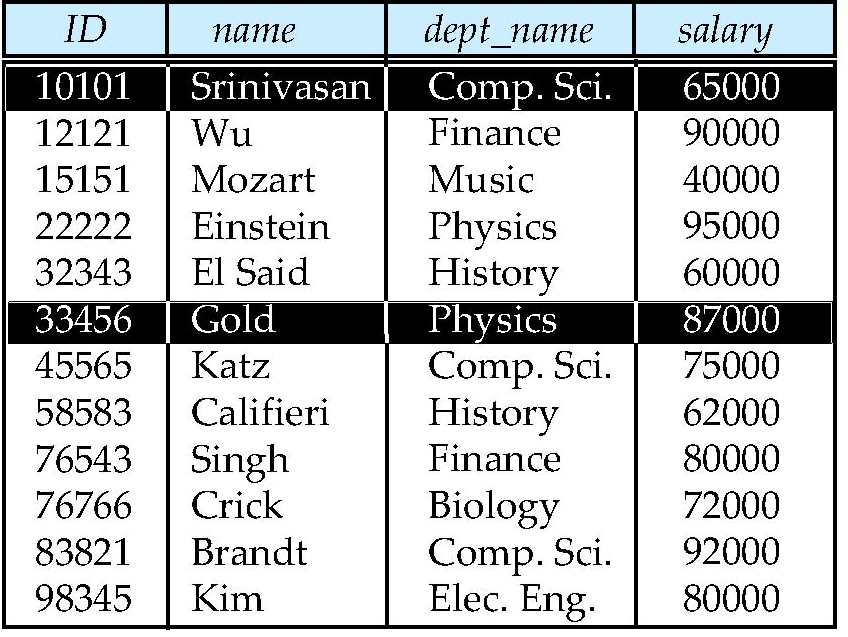 ID name dept_name salary
10101 Srinivasan Comp. Sci. 65000
12121 Wu Finance 90000
15151 Mozart Music 40000
22222 Einstein Physics 95000
32343 El Said History 60000
33456 Gold Physics 87000
45565 Katz Comp. Sci. 75000
58583 Califieri History 62000
76543 Singh Finance 80000
76766 Crick Biology 72000
83821 Brandt Comp. Sci. 92000
98345 Kim Elec. Eng. 80000